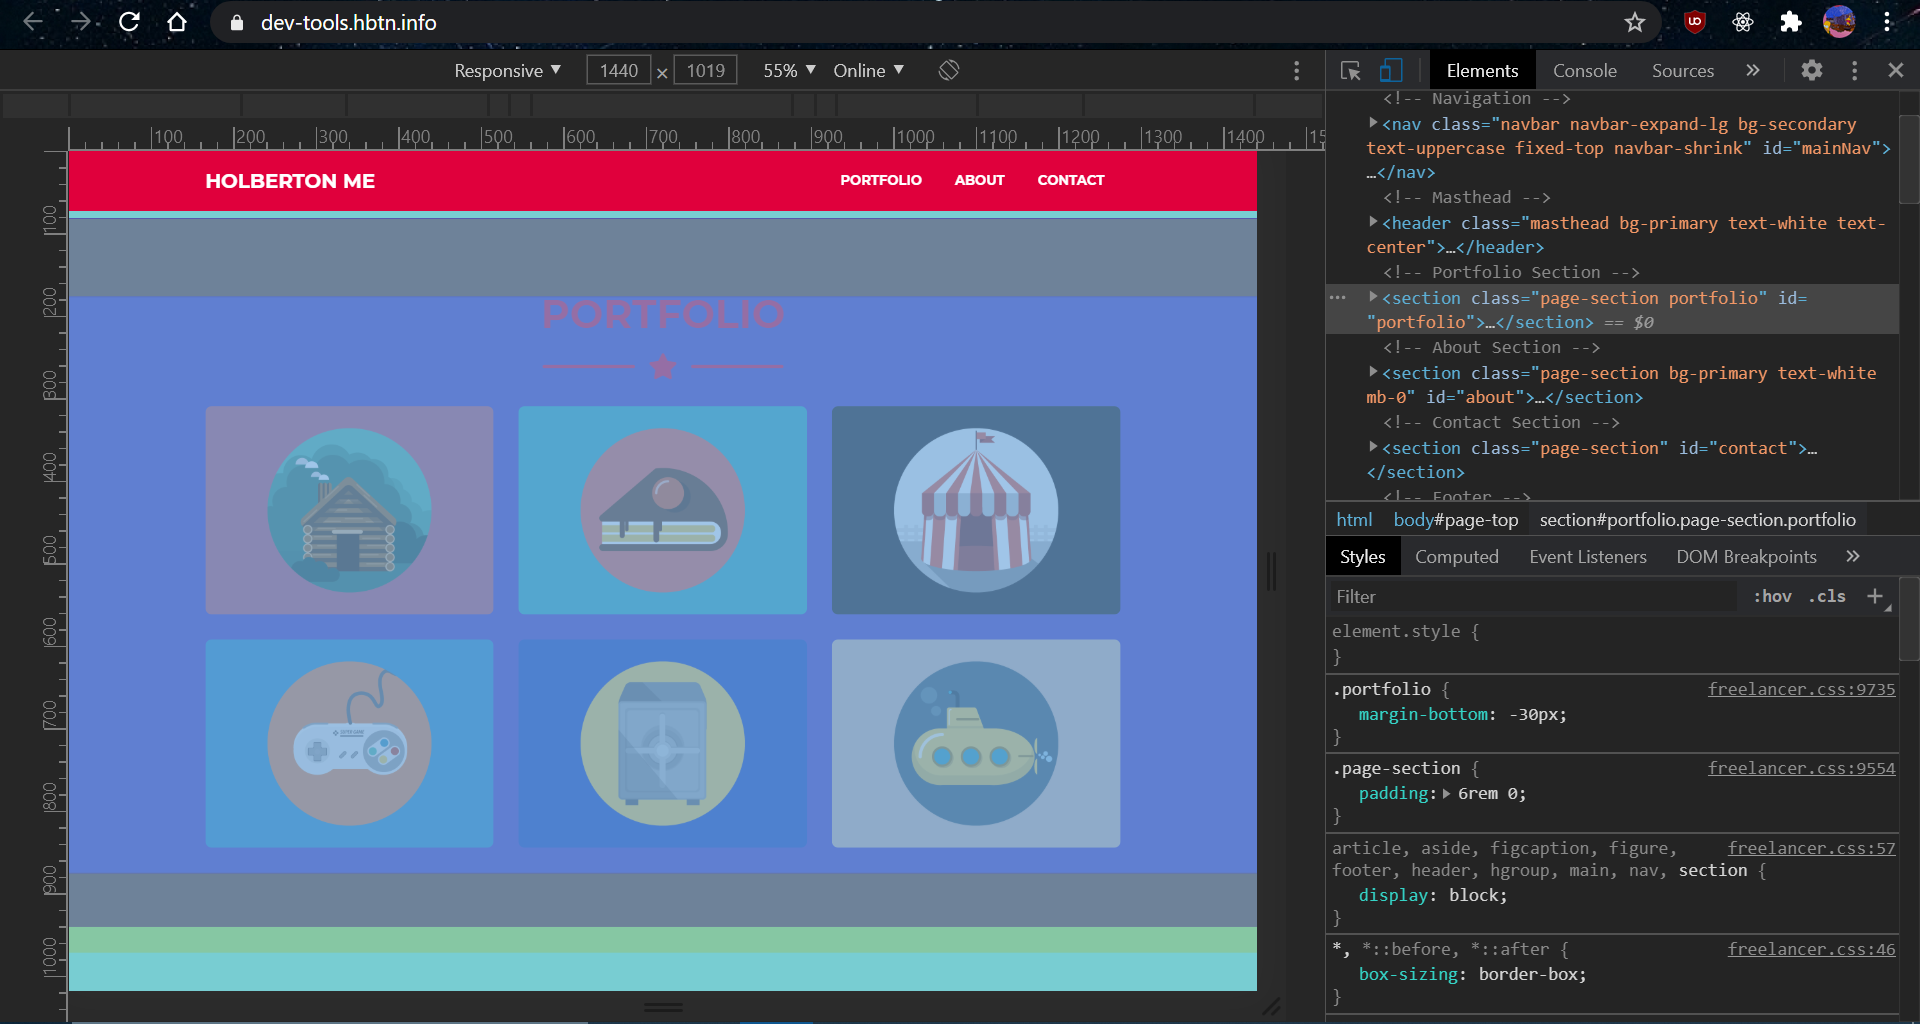 dev-tools.hbtn.info
Responsive ▼ 1440 × 1019 55% ▼ Online ▼
Elements Console Sources »
100 200 300 400 500 600 700 800 900 1000 1100 1200 1300 1400 15
100
200
300
400
500
600
700
800
900
1000
HOLBERTON ME PORTFOLIO ABOUT CONTACT
PORTFOLIO
<!-- Navigation -->
<nav class="navbar navbar-expand-lg bg-secondary
text-uppercase fixed-top navbar-shrink" id="mainNav">
…</nav>
<!-- Masthead -->
<header class="masthead bg-primary text-white text-
center">…</header>
<!-- Portfolio Section -->
<section class="page-section portfolio" id=
"portfolio">…</section> == $0
<!-- About Section -->
<section class="page-section bg-primary text-white
mb-0" id="about">…</section>
<!-- Contact Section -->
<section class="page-section" id="contact">…
</section>
<!-- Footer -->
html body#page-top section#portfolio.page-section.portfolio
Styles Computed Event Listeners DOM Breakpoints »
Filter :hov .cls +
element.style {
}
.portfolio { freelancer.css:9735
margin-bottom: -30px;
}
.page-section { freelancer.css:9554
padding: 6rem 0;
}
article, aside, figcaption, figure, freelancer.css:57
footer, header, hgroup, main, nav, section {
display: block;
}
*, *::before, *::after { freelancer.css:46
box-sizing: border-box;
}